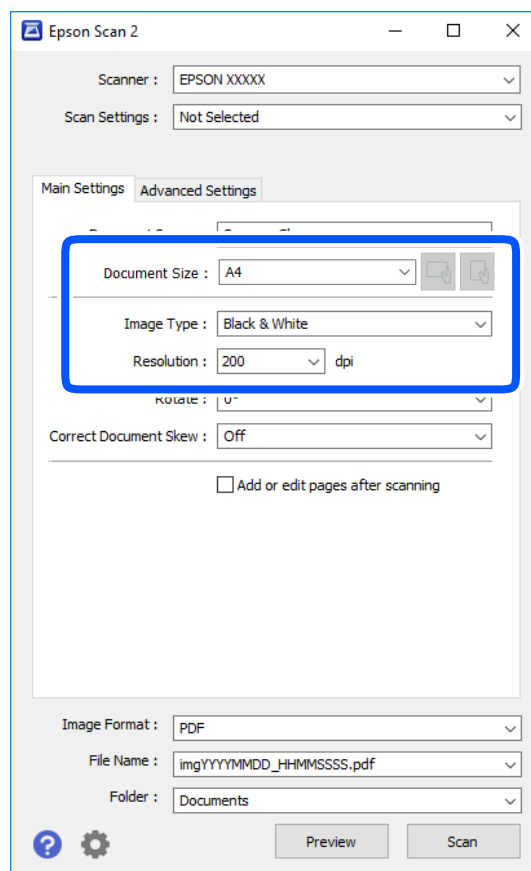 Epson Scan 2
Scanner : EPSON XXXXX
Scan Settings : Not Selected
Main Settings Advanced Settings
Document Size : A4
Image Type : Black & White
Resolution : 200 dpi
Rotate : 0°
Correct Document Skew : Off
Add or edit pages after scanning
Image Format : PDF
File Name : imgYYYYMMDD_HHMMSSSS.pdf
Folder : Documents
?
Preview Scan